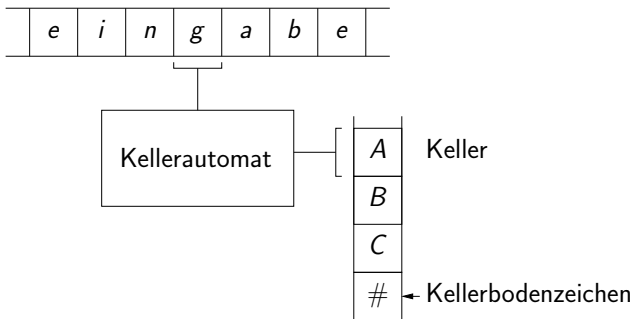 e i n g a b e
Kellerautomat
A Keller
B
C
# Kellerbodenzeichen